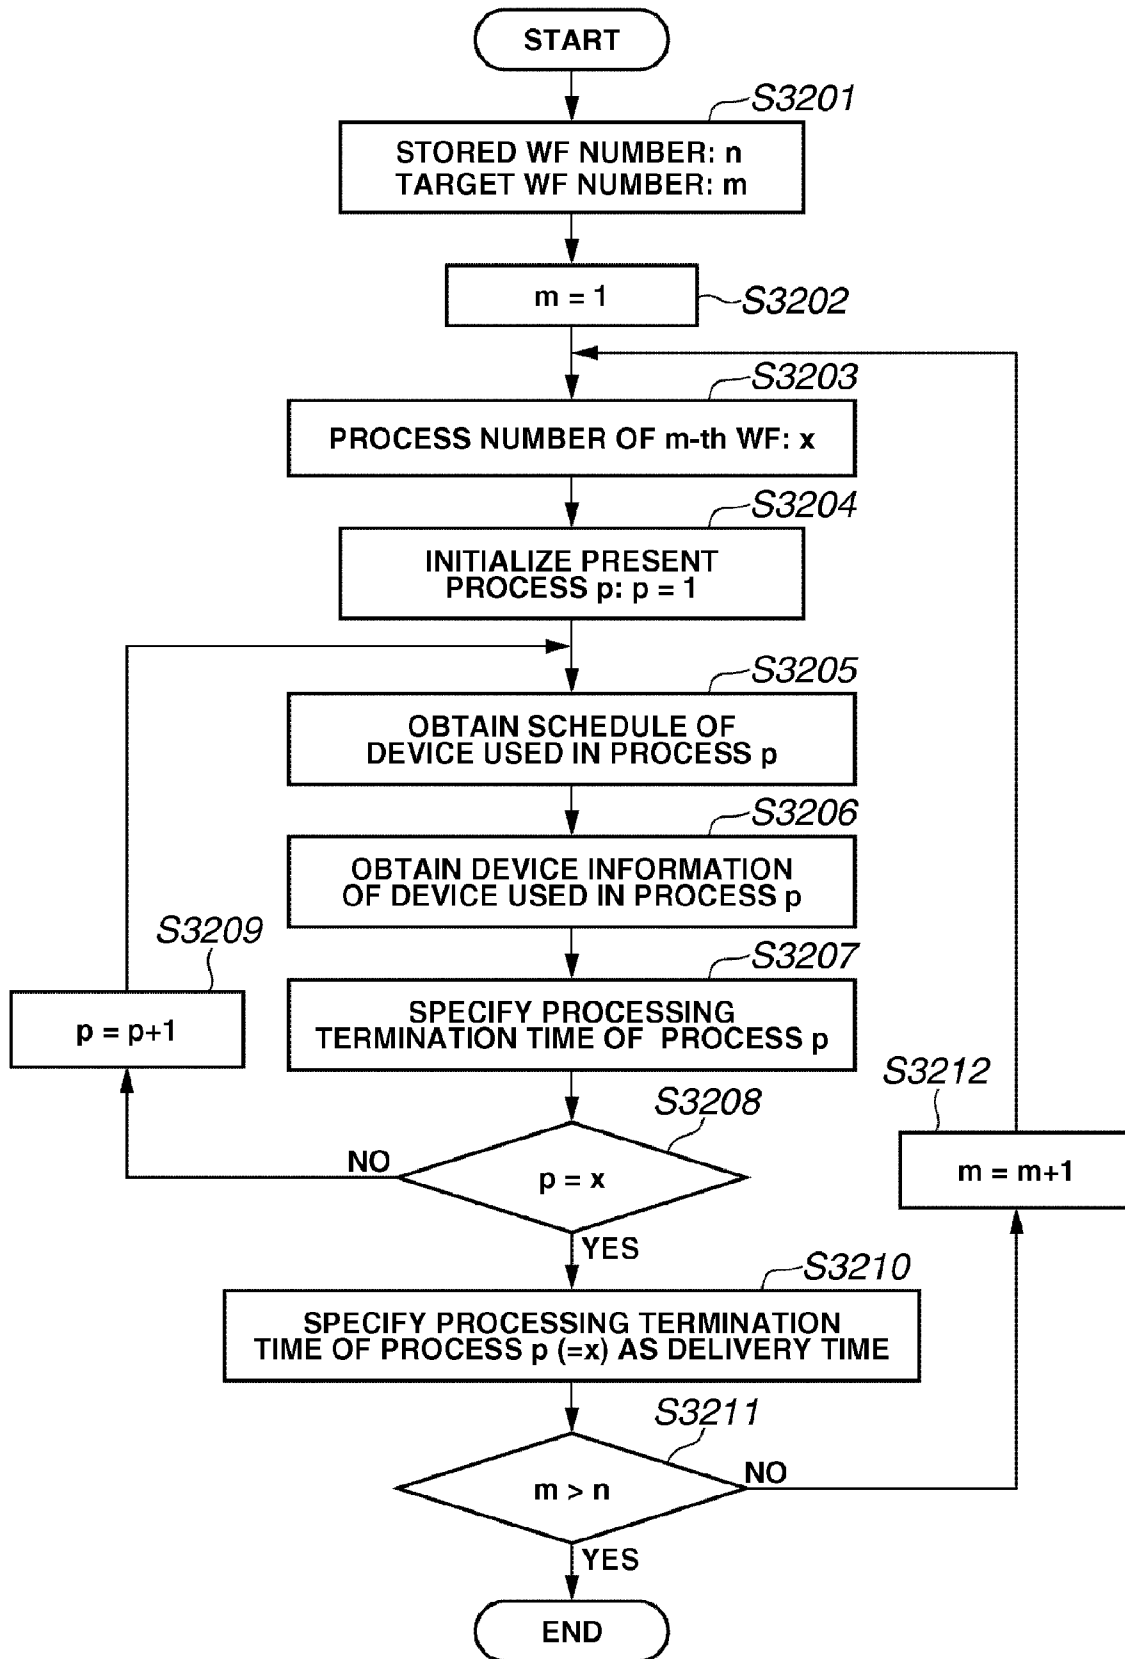 START
S3201
STORED WF NUMBER: n
TARGET WF NUMBER: m
m = 1
S3202
S3203
PROCESS NUMBER OF m-th WF: x
S3204
INITIALIZE PRESENT
PROCESS p: p = 1
S3205
OBTAIN SCHEDULE OF
DEVICE USED IN PROCESS p
S3206
OBTAIN DEVICE INFORMATION
OF DEVICE USED IN PROCESS p
S3209
p = p+1
S3207
SPECIFY PROCESSING
TERMINATION TIME OF PROCESS p
S3208
NO
p = x
YES
S3212
m = m+1
S3210
SPECIFY PROCESSING TERMINATION
TIME OF PROCESS p (=x) AS DELIVERY TIME
S3211
m > n
NO
YES
END